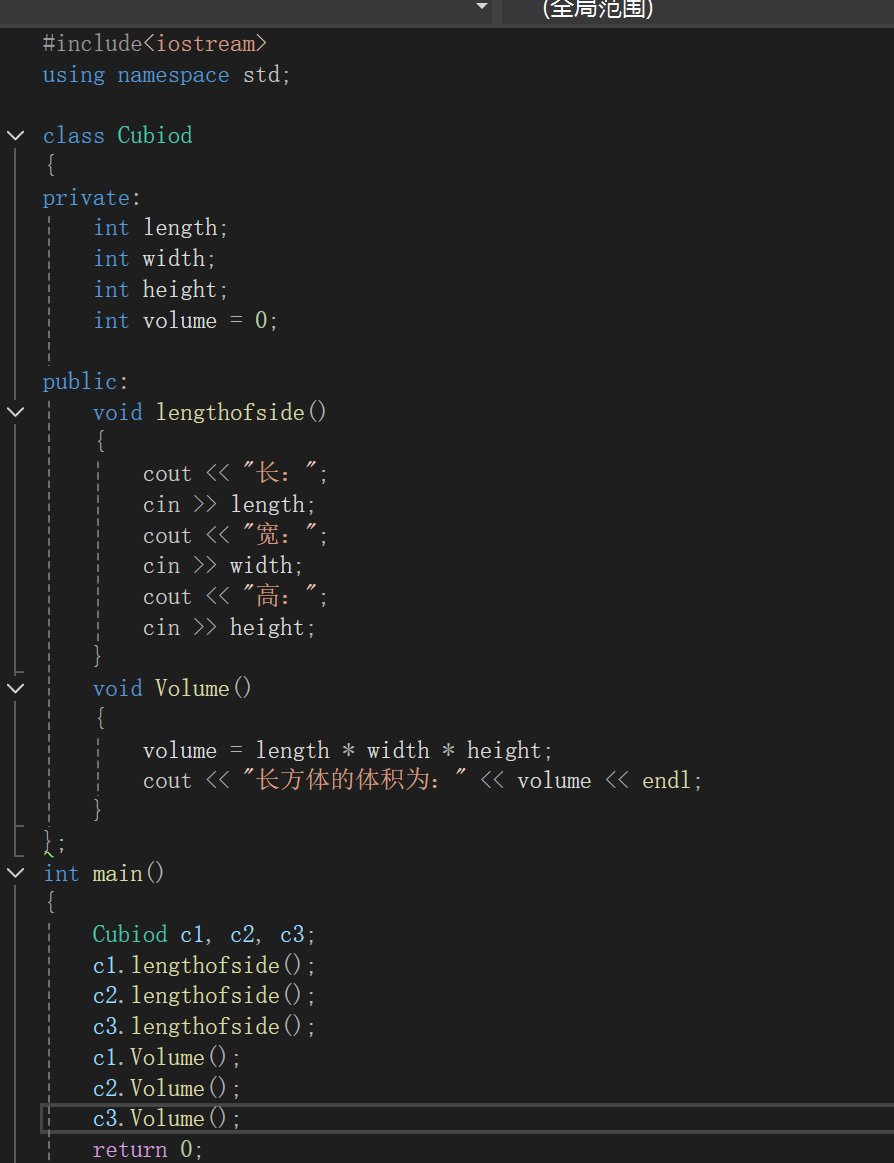 (全局范围)
#include<iostream>
using namespace std;
class Cubiod
{
private:
int length;
int width;
int height;
int volume = 0;
public:
void lengthofside()
{
cout << "长：";
cin >> length;
cout << "宽：";
cin >> width;
cout << "高：";
cin >> height;
}
void Volume()
{
volume = length * width * height;
cout << "长方体的体积为：" << volume << endl;
}
};
int main()
{
Cubiod c1, c2, c3;
c1.lengthofside();
c2.lengthofside();
c3.lengthofside();
c1.Volume();
c2.Volume();
c3.Volume();
return 0;